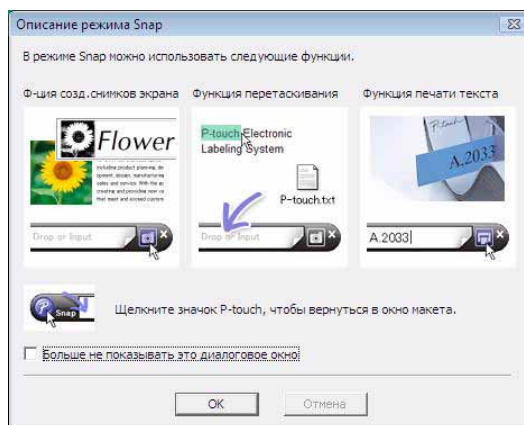 Описание режима Snap
В режиме Snap можно использовать следующие функции.
Ф-ция созд.снимков экрана
Функция перетаскивания
Функция печати текста
Flower
Drop or Input
P-touch Electronic
Labeling System
P-touch.txt
Drop or Input
P-touch
A.2033
A.2033
Snap
Щелкните значок P-touch, чтобы вернуться в окно макета.
Больше не показывать это диалоговое окно
OK
Отмена